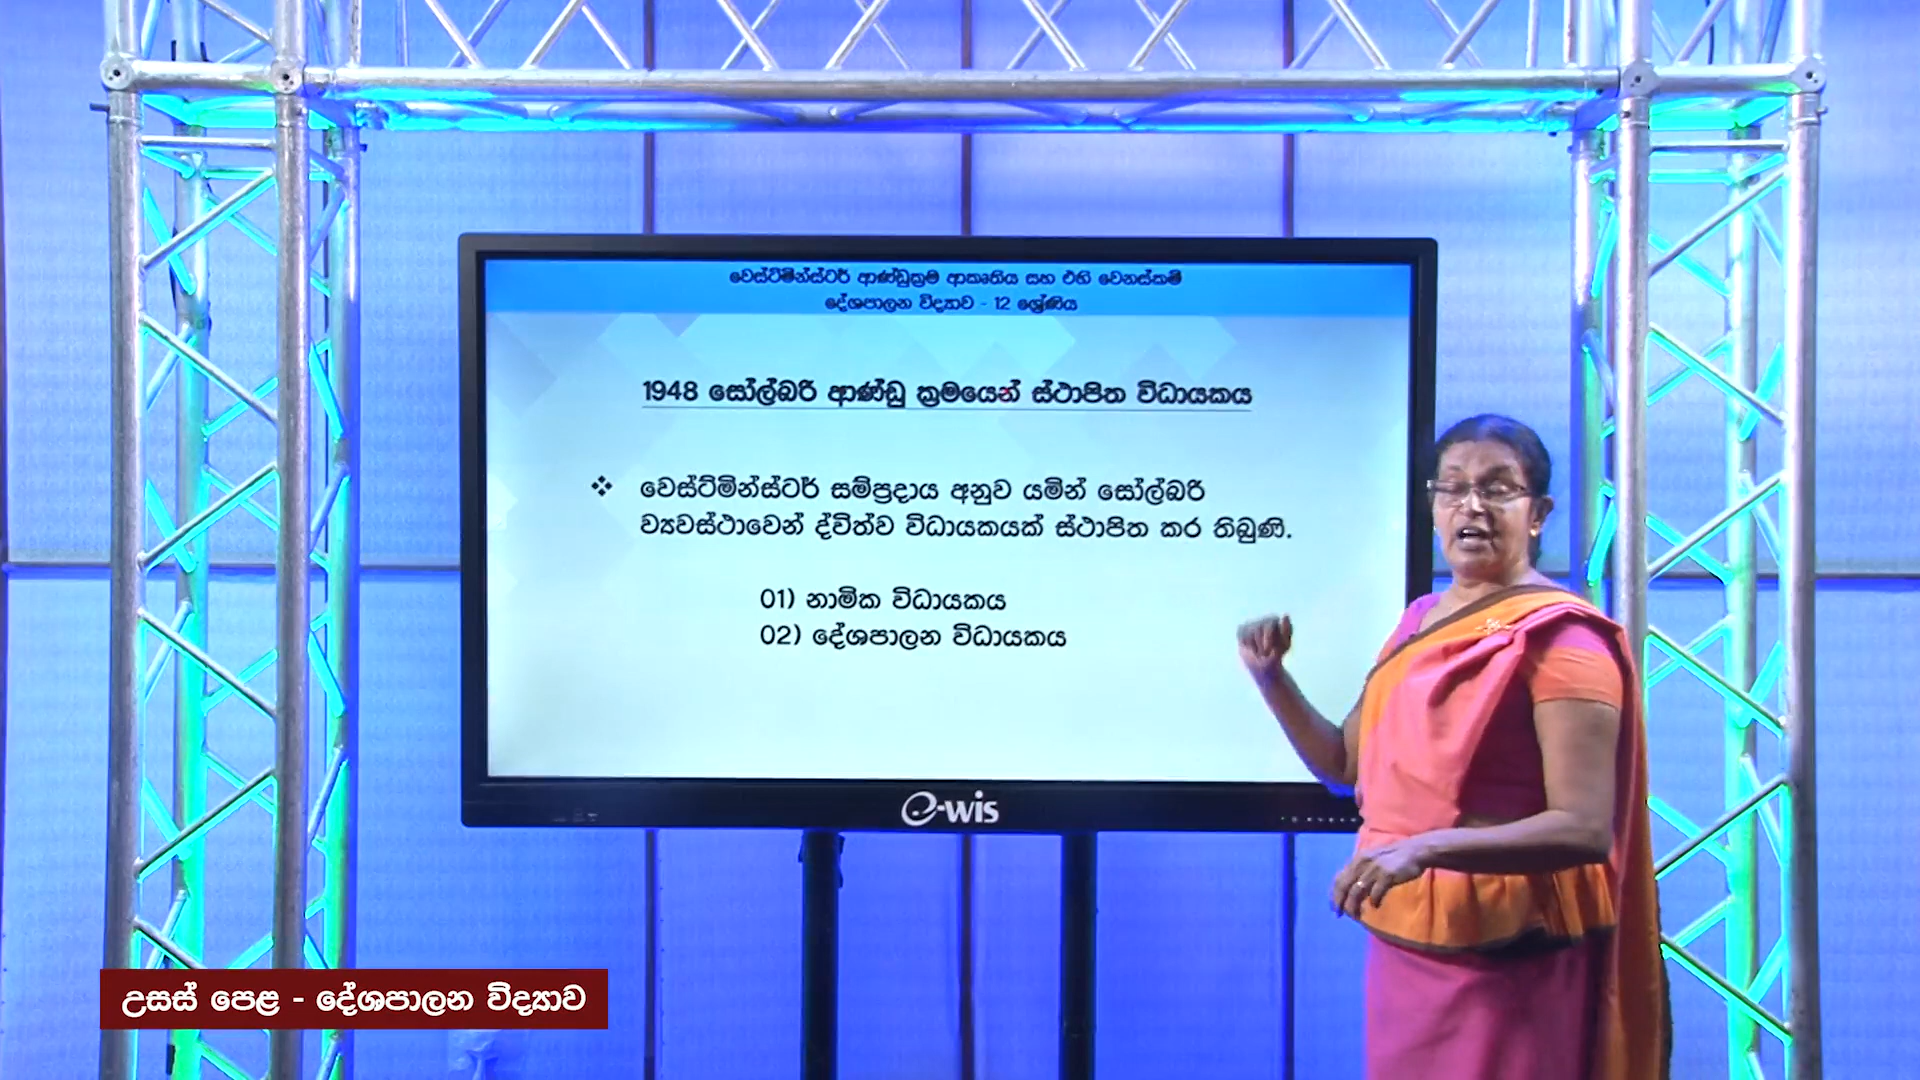 වෙස්ට්මින්ස්ටර් ආණ්ඩුක්‍රම ආකෘතිය සහ එහි වෙනස්කම්
දේශපාලන විද්‍යාව - 12 ශ්‍රේණිය
1948 සෝල්බරි ආණ්ඩු ක්‍රමයෙන් ස්ථාපිත විධායකය
❖ වෙස්ට්මින්ස්ටර් සම්ප්‍රදාය අනුව යමින් සෝල්බරි
ව්‍යවස්ථාවෙන් ද්විත්ව විධායකයක් ස්ථාපිත කර තිබුණි.
01) නාමික විධායකය
02) දේශපාලන විධායකය
e-wis
උසස් පෙළ - දේශපාලන විද්‍යාව